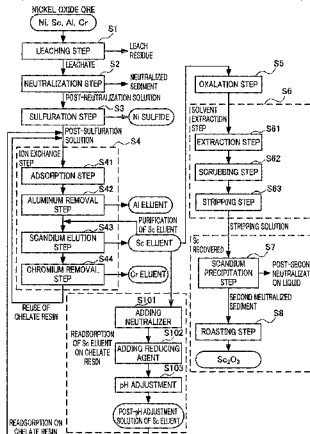 NICKEL OXIDE ORE
Ni, Sc, Al, Cr
S1
LEACHING STEP
LEACH
RESIDUE
LEACHATE
S2
NEUTRALIZATION STEP
NEUTRALIZED
SEDIMENT
POST-NEUTRALIZATION SOLUTION
S3
SULFURATION STEP
Ni SULFIDE
POST-SULFURATION
SOLUTION
S4
ION EXCHANGE
STEP
S41
ADSORPTION STEP
S42
ALUMINUM REMOVAL
STEP
Al ELUENT
PURIFICATION
OF Sc ELUENT
S43
SCANDIUM ELUTION
STEP
Sc ELUENT
S44
CHROMIUM REMOVAL
STEP
Cr ELUENT
REUSE OF
CHELATE RESIN
S101
ADDING
NEUTRALIZER
S102
ADDING REDUCING
AGENT
S103
pH ADJUSTMENT
READSORPTION
OF Sc ELUENT
ON CHELATE
RESIN
POST-pH ADJUSTMENT
SOLUTION OF Sc ELUENT
READSORPTION ON
CHELATE RESIN
S5
OXALATION STEP
S6
SOLVENT
EXTRACTION
STEP
S61
EXTRACTION STEP
S62
SCRUBBING STEP
S63
STRIPPING STEP
STRIPPING SOLUTION
Sc
RECOVERED
S7
SCANDIUM
PRECIPITATION
STEP
POST-SECON
NEUTRALIZAT
ON LIQUID
SECOND NEUTRALIZED
SEDIMENT
S8
ROASTING STEP
Sc₂O₃